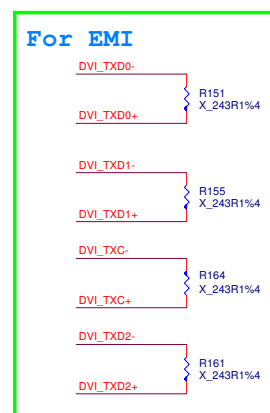 For EMI
DVI_TXD0-
R151
X_243R1%4
DVI_TXD0+
DVI_TXD1-
R155
X_243R1%4
DVI_TXD1+
DVI_TXC-
R164
X_243R1%4
DVI_TXC+
DVI_TXD2-
R161
X_243R1%4
DVI_TXD2+